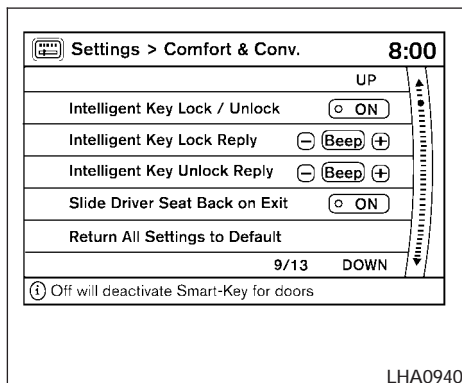 Settings > Comfort & Conv. 8:00
UP
Intelligent Key Lock / Unlock ON
Intelligent Key Lock Reply − Beep +
Intelligent Key Unlock Reply − Beep +
Slide Driver Seat Back on Exit ON
Return All Settings to Default
9/13 DOWN
i Off will deactivate Smart-Key for doors
LHA0940